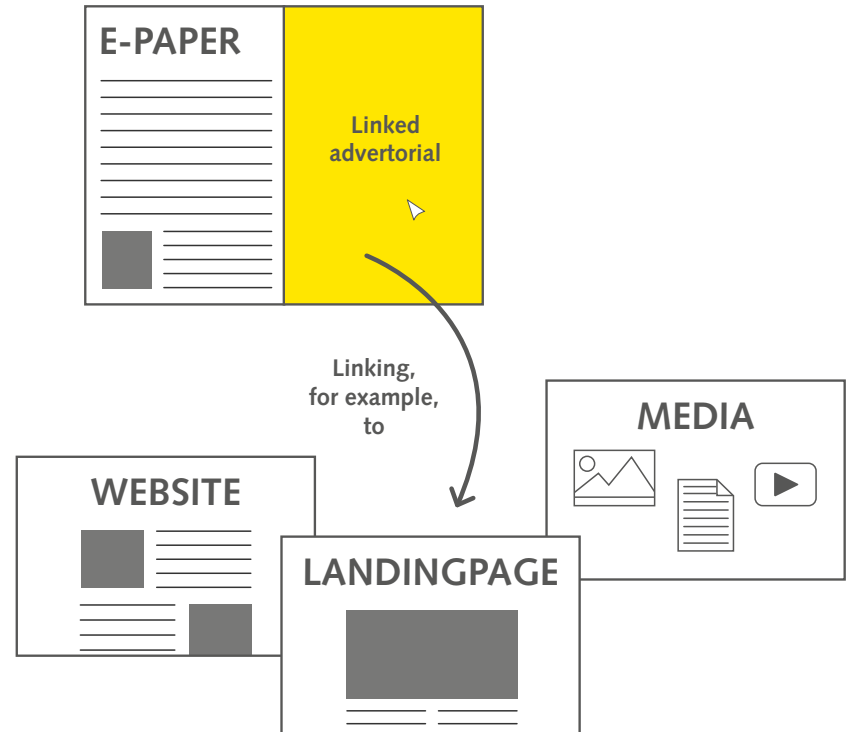 E-PAPER
Linked
advertorial
Linking,
for example,
to
MEDIA
WEBSITE
LANDINGPAGE